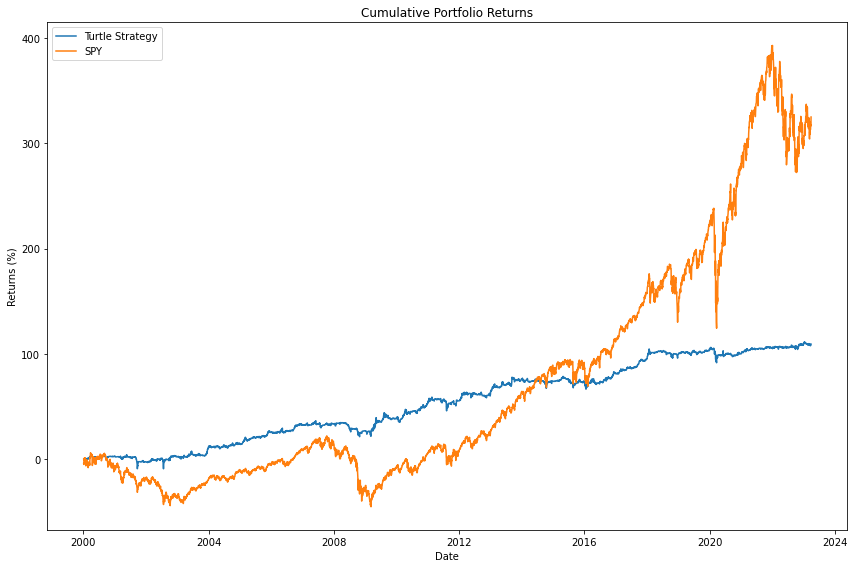 Cumulative Portfolio Returns
Turtle Strategy
SPY
400
300
200
100
0
Returns (%)
2000 2004 2008 2012 2016 2020 2024
Date